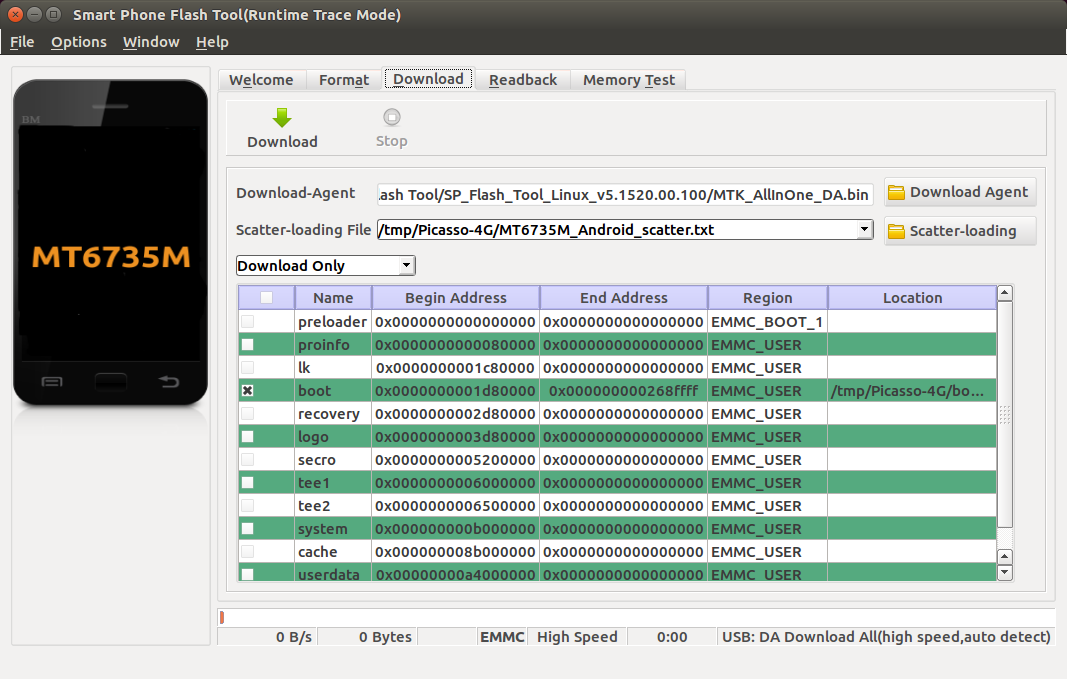 Smart Phone Flash Tool(Runtime Trace Mode)
File Options Window Help
Welcome Format Download Readback Memory Test
BM
MT6735M
Download Stop
Download-Agent ash Tool/SP_Flash_Tool_Linux_v5.1520.00.100/MTK_AllInOne_DA.bin Download Agent
Scatter-loading File /tmp/Picasso-4G/MT6735M_Android_scatter.txt Scatter-loading
Download Only
Name Begin Address End Address Region Location
preloader 0x0000000000000000 0x0000000000000000 EMMC_BOOT_1
proinfo 0x0000000000080000 0x0000000000000000 EMMC_USER
lk 0x0000000001c80000 0x0000000000000000 EMMC_USER
boot 0x0000000001d80000 0x000000000268ffff EMMC_USER /tmp/Picasso-4G/bo...
recovery 0x0000000002d80000 0x0000000000000000 EMMC_USER
logo 0x0000000003d80000 0x0000000000000000 EMMC_USER
secro 0x0000000005200000 0x0000000000000000 EMMC_USER
tee1 0x0000000006000000 0x0000000000000000 EMMC_USER
tee2 0x0000000006500000 0x0000000000000000 EMMC_USER
system 0x000000000b000000 0x0000000000000000 EMMC_USER
cache 0x000000008b000000 0x0000000000000000 EMMC_USER
userdata 0x00000000a4000000 0x0000000000000000 EMMC_USER
0 B/s 0 Bytes EMMC High Speed 0:00 USB: DA Download All(high speed,auto detect)